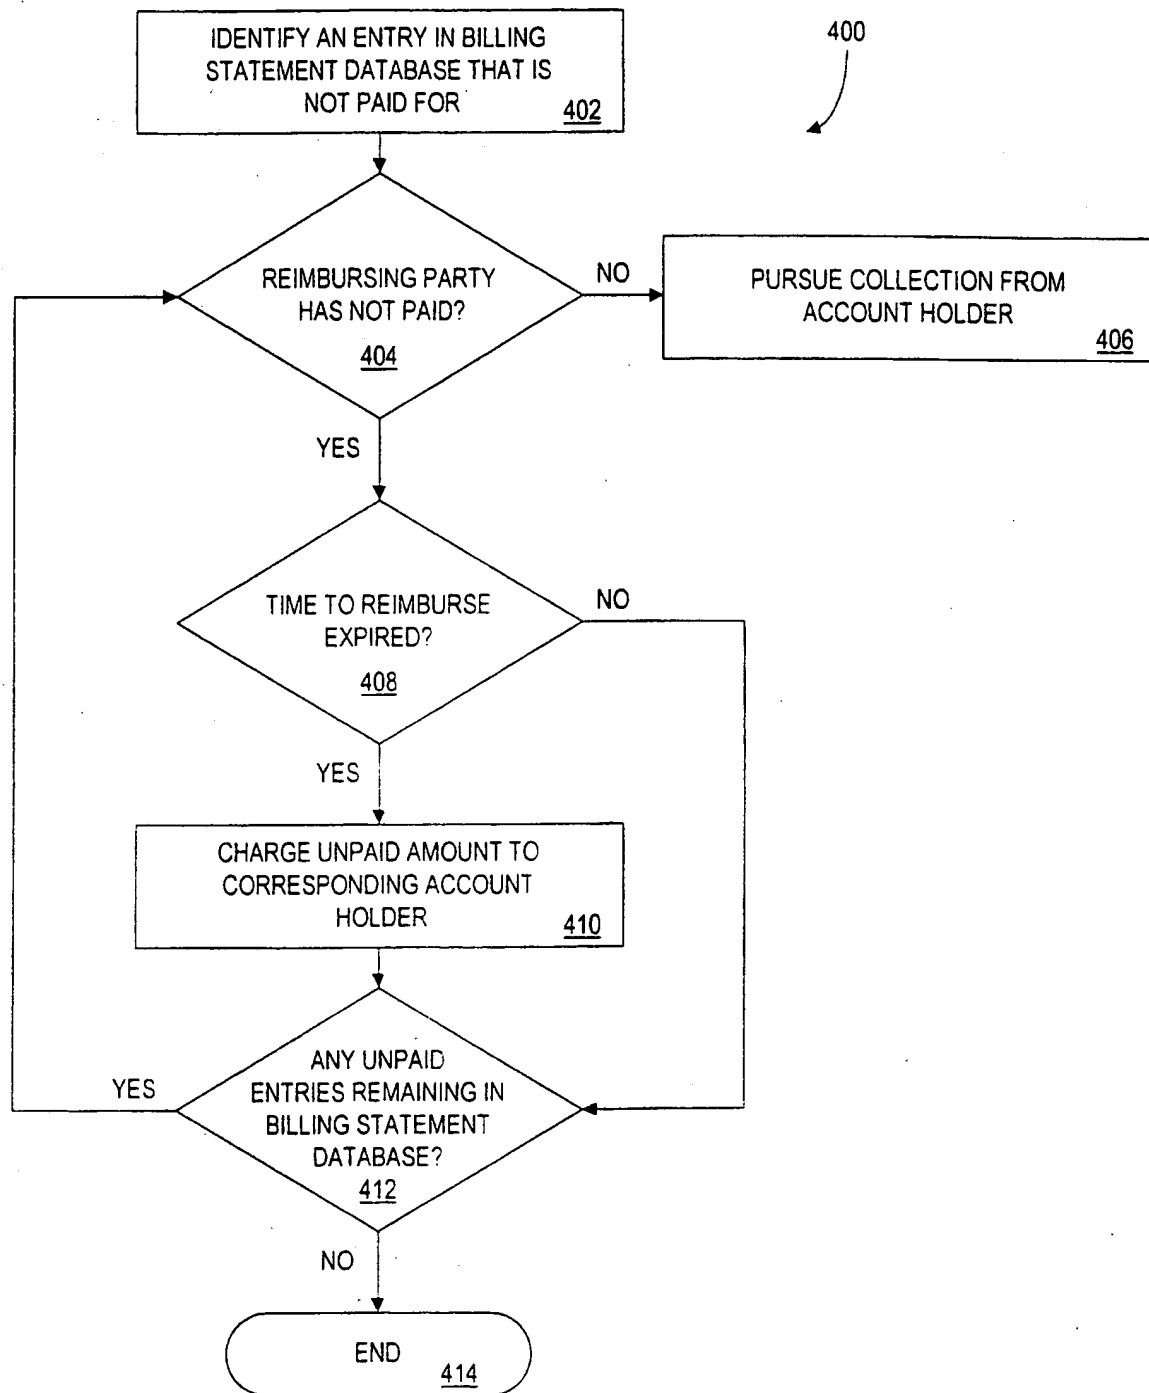 IDENTIFY AN ENTRY IN BILLING
STATEMENT DATABASE THAT IS
NOT PAID FOR
402
400
REIMBURSING PARTY
HAS NOT PAID?
404
NO
PURSUE COLLECTION FROM
ACCOUNT HOLDER
406
YES
TIME TO REIMBURSE
EXPIRED?
408
NO
YES
CHARGE UNPAID AMOUNT TO
CORRESPONDING ACCOUNT
HOLDER
410
ANY UNPAID
ENTRIES REMAINING IN
BILLING STATEMENT
DATABASE?
412
YES
NO
END
414